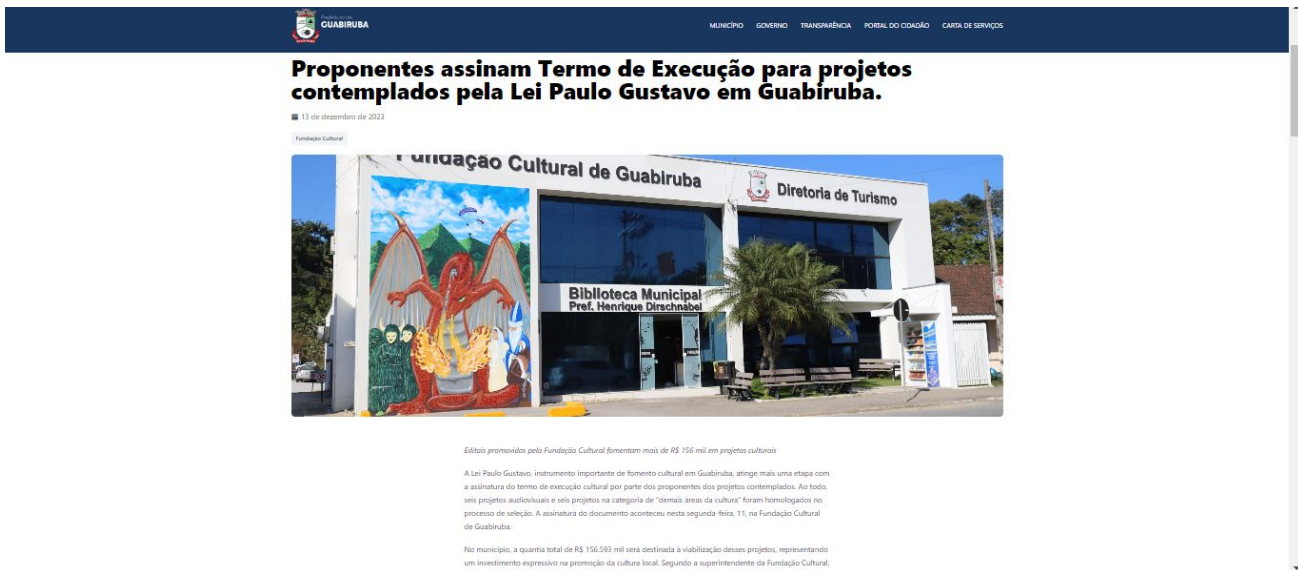 Prefeitura de
GUABIRUBA
MUNICÍPIO GOVERNO TRANSPARÊNCIA PORTAL DO CIDADÃO CARTA DE SERVIÇOS
Proponentes assinam Termo de Execução para projetos
contemplados pela Lei Paulo Gustavo em Guabiruba.
13 de dezembro de 2023
Fundação Cultural
Fundação Cultural de Guabiruba
Diretoria de Turismo
Biblioteca Municipal
Pref. Henrique Dirschnabel
Editais promovidos pela Fundação Cultural fomentam mais de R$ 156 mil em projetos culturais
A Lei Paulo Gustavo, instrumento importante de fomento cultural em Guabiruba, atinge mais uma etapa com
a assinatura do termo de execução cultural por parte dos proponentes dos projetos contemplados. Ao todo,
seis projetos audiovisuais e seis projetos na categoria de "demais áreas da cultura" foram homologados no
processo de seleção. A assinatura do documento aconteceu nesta segunda-feira, 11, na Fundação Cultural
de Guabiruba.
No município, a quantia total de R$ 156.593 mil será destinada à viabilização desses projetos, representando
um investimento expressivo na promoção da cultura local. Segundo a superintendente da Fundação Cultural,